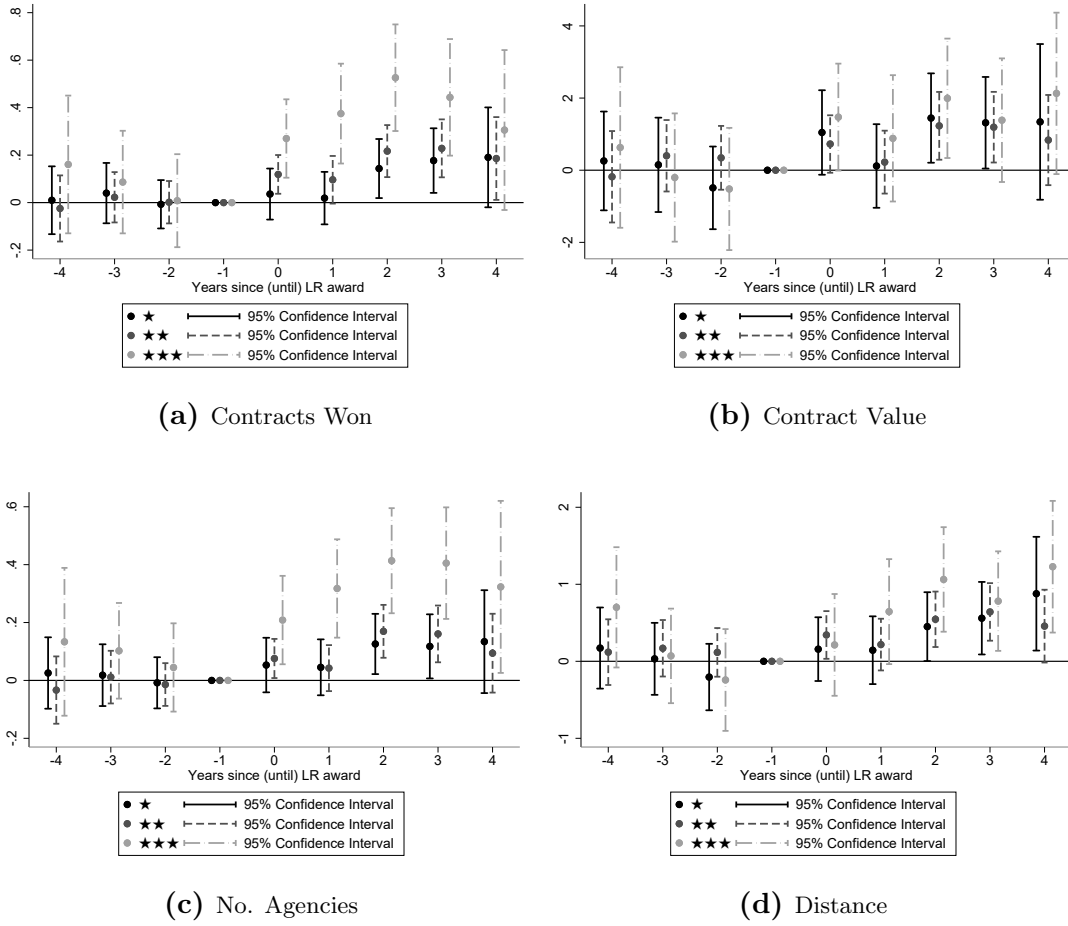 .8
.6
.4
.2
0
-.2
-4 -3 -2 -1 0 1 2 3 4
Years since (until) LR award
★ 95% Confidence Interval
★★ 95% Confidence Interval
★★★ 95% Confidence Interval
(a) Contracts Won
4
2
0
-2
-4 -3 -2 -1 0 1 2 3 4
Years since (until) LR award
★ 95% Confidence Interval
★★ 95% Confidence Interval
★★★ 95% Confidence Interval
(b) Contract Value
.6
.4
.2
0
-.2
-4 -3 -2 -1 0 1 2 3 4
Years since (until) LR award
★ 95% Confidence Interval
★★ 95% Confidence Interval
★★★ 95% Confidence Interval
(c) No. Agencies
2
1
0
-1
-4 -3 -2 -1 0 1 2 3 4
Years since (until) LR award
★ 95% Confidence Interval
★★ 95% Confidence Interval
★★★ 95% Confidence Interval
(d) Distance